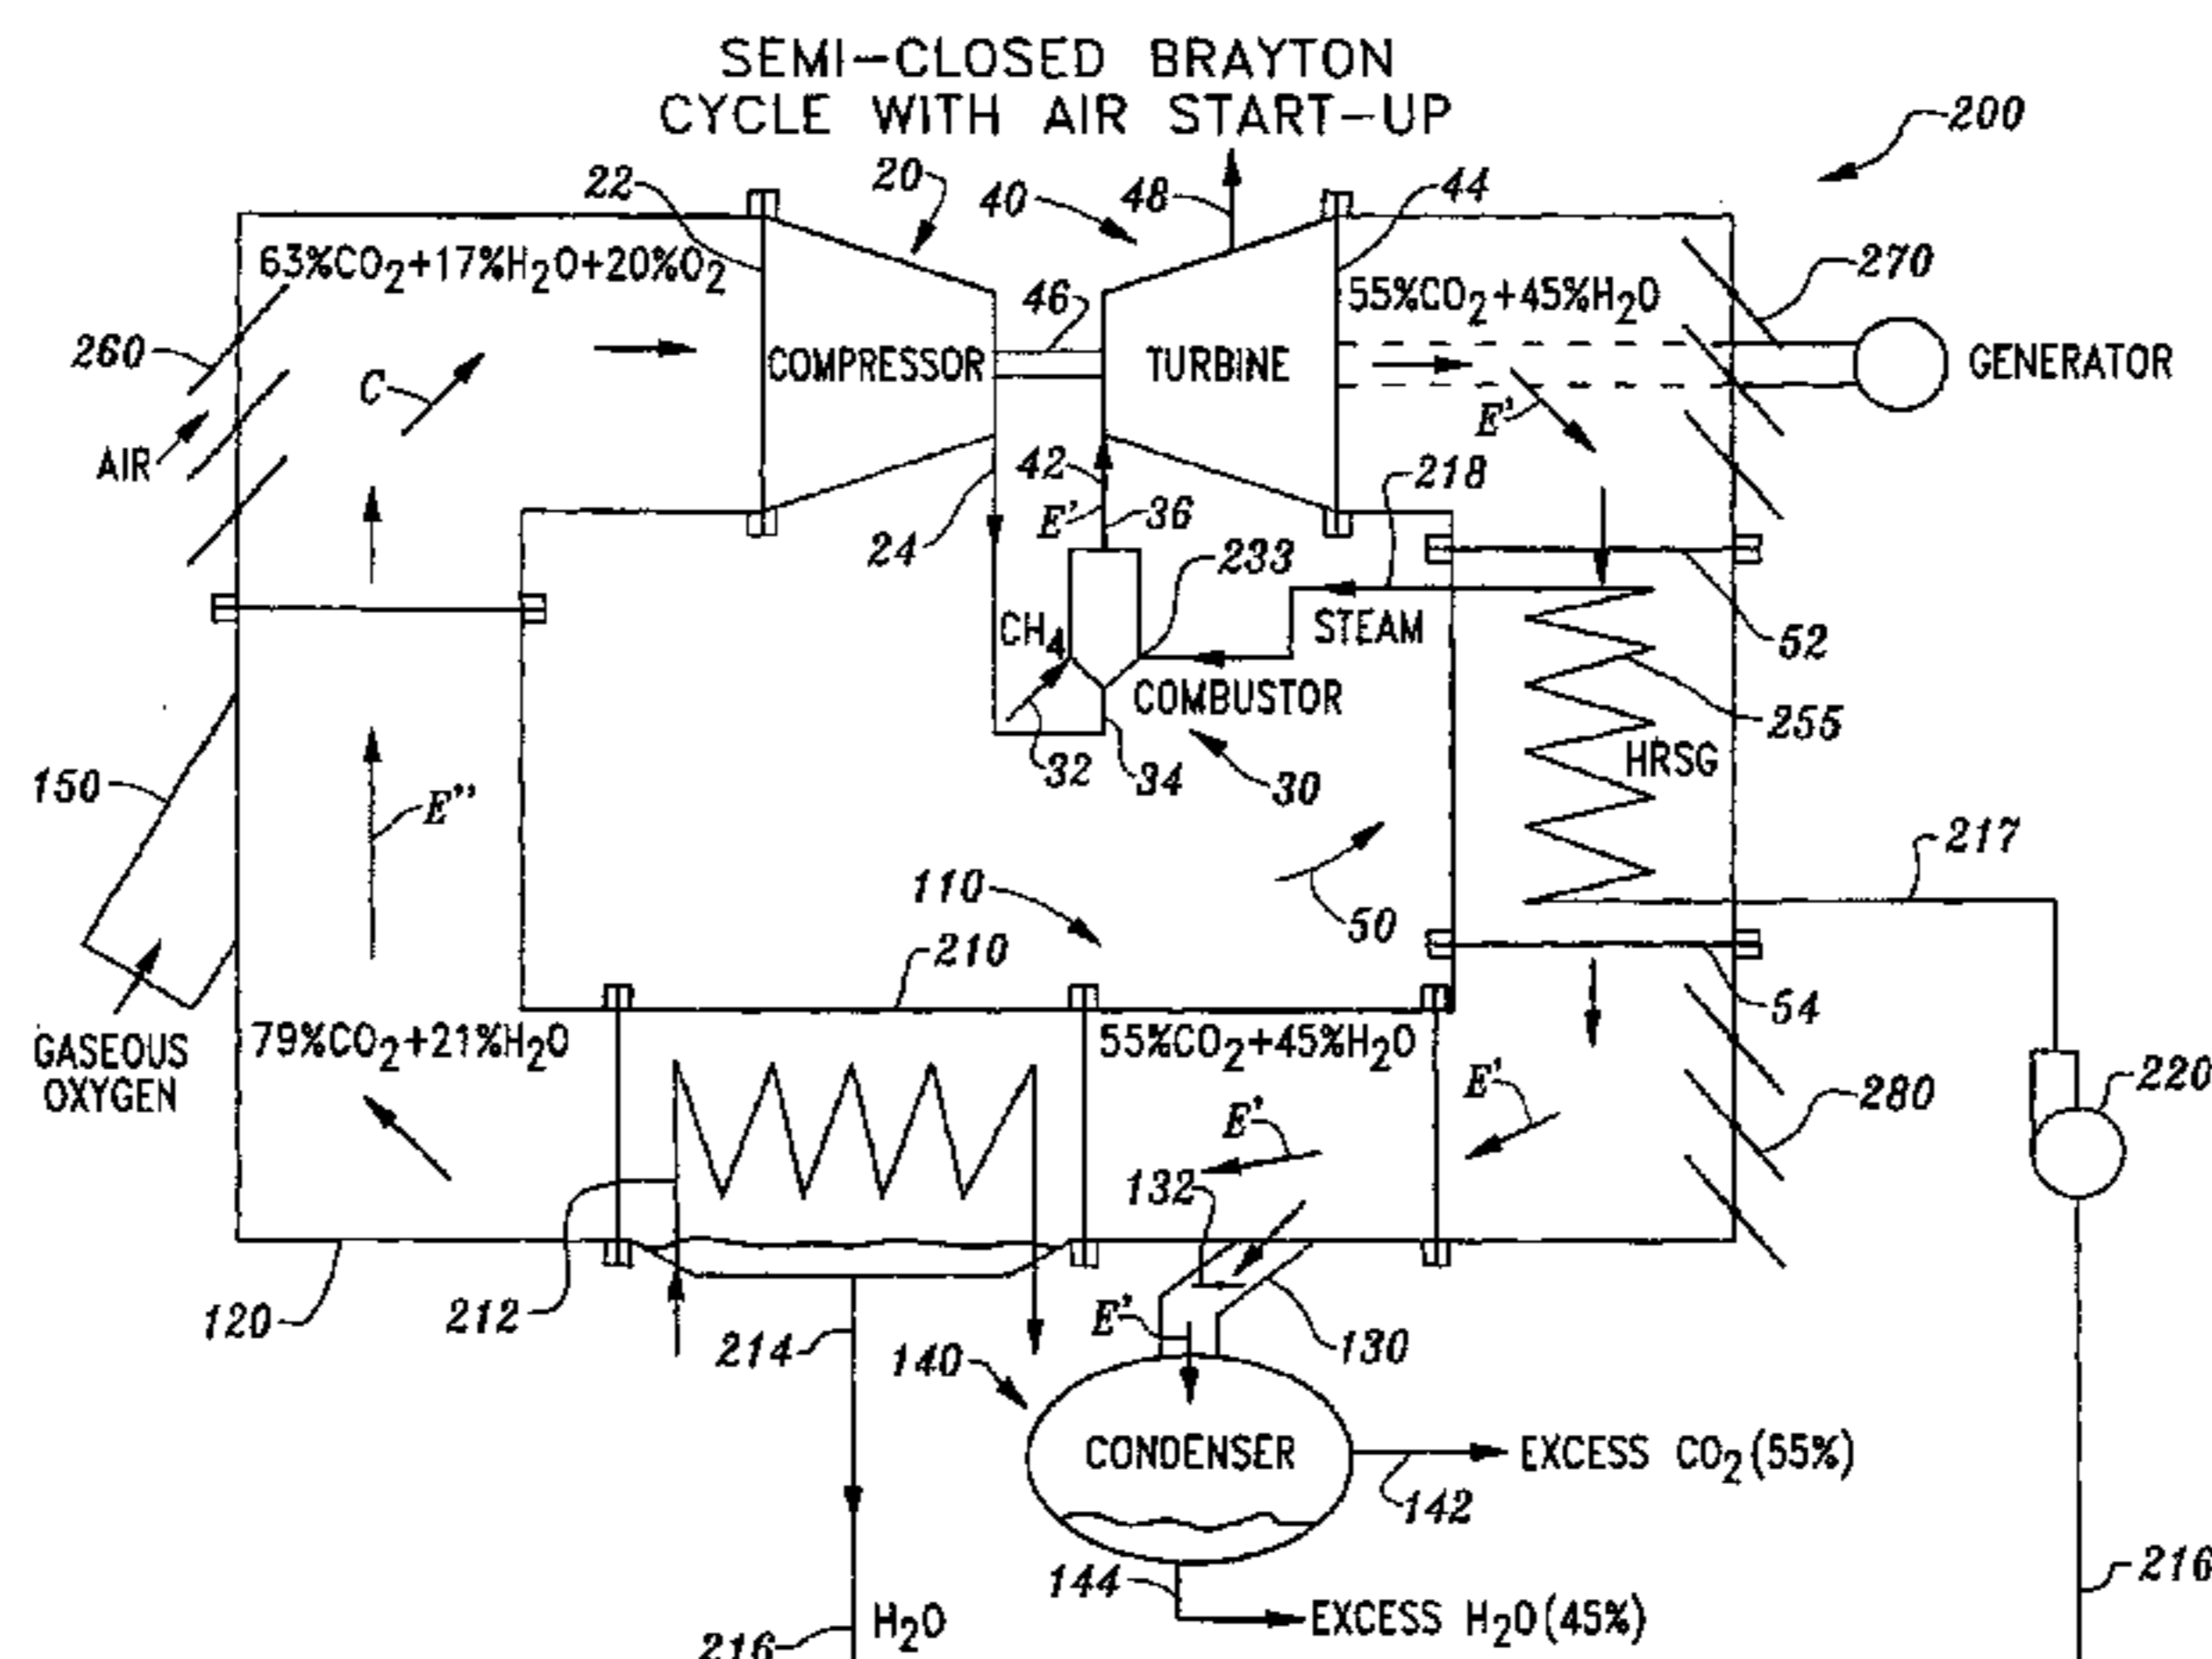 SEMI-CLOSED BRAYTON
CYCLE WITH AIR START-UP
200
22
20
40
48
44
63%CO2+17%H2O+20%O2
46
55%CO2+45%H2O
270
260
C
COMPRESSOR
TURBINE
GENERATOR
E'
AIR
42
218
24
E'
36
233
CH4
STEAM
52
COMBUSTOR
255
HRSG
150
E''
32
34
30
217
110
50
210
54
GASEOUS
OXYGEN
79%CO2+21%H2O
55%CO2+45%H2O
E'
220
280
E'
132
120
212
214
E'
130
140
CONDENSER
EXCESS CO2(55%)
142
144
216
216
H2O
EXCESS H2O(45%)